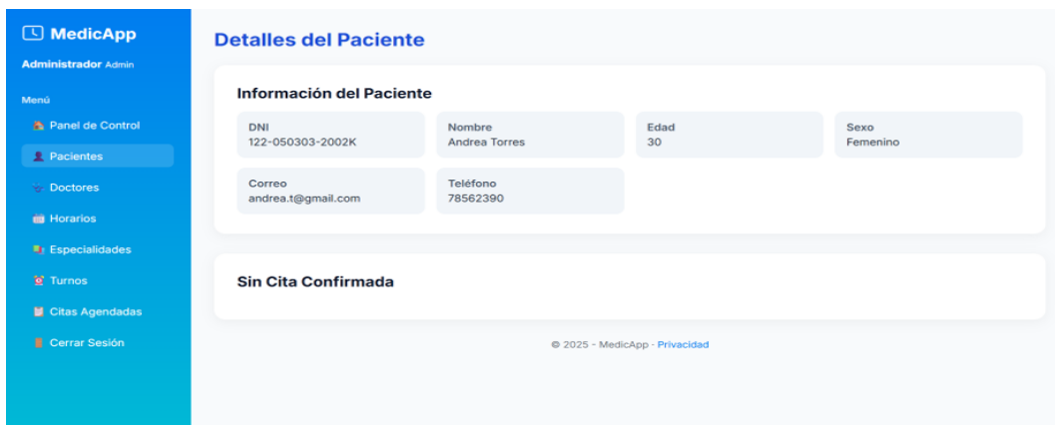 MedicApp
Administrador Admin
Menú
Panel de Control
Pacientes
Doctores
Horarios
Especialidades
Turnos
Citas Agendadas
Cerrar Sesión
Detalles del Paciente
Información del Paciente
DNI
122-050303-2002K
Nombre
Andrea Torres
Edad
30
Sexo
Femenino
Correo
andrea.t@gmail.com
Teléfono
78562390
Sin Cita Confirmada
© 2025 - MedicApp - Privacidad